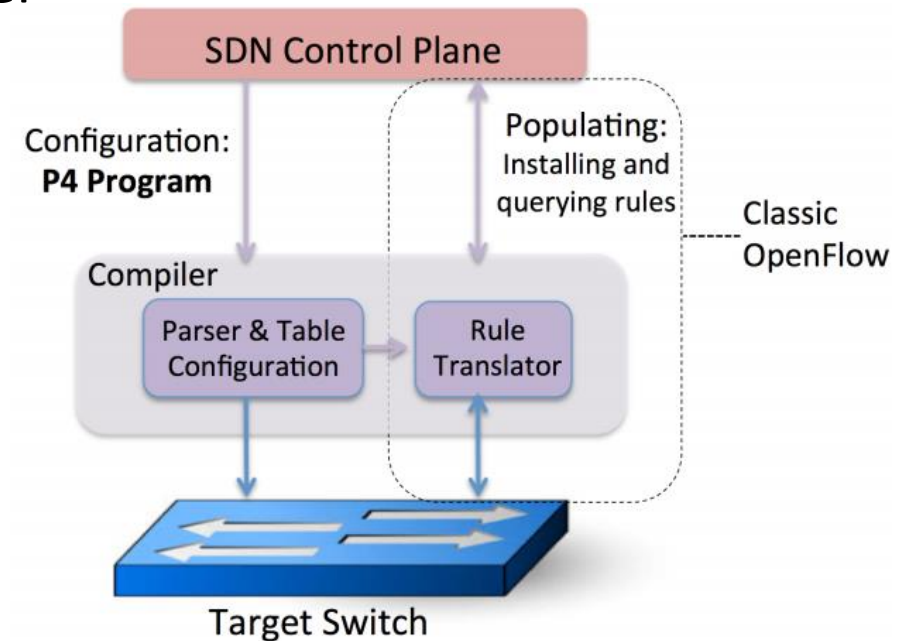 SDN Control Plane
Configuration:
P4 Program
Populating:
Installing and
querying rules
Classic
OpenFlow
Compiler
Parser & Table
Configuration
Rule
Translator
Target Switch